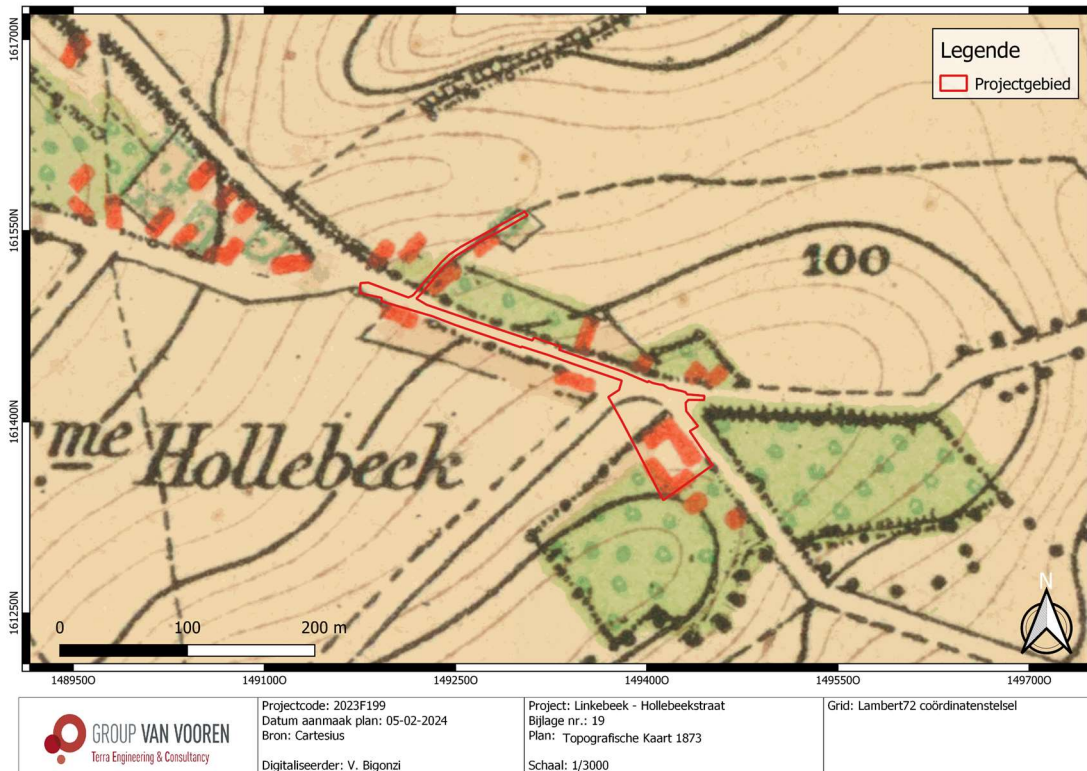 161700N
161550N
161400N
161250N
Legende
Projectgebied
100
me Hollebeck
N
0 100 200 m
148950O 149100O 149250O 149400O 149550O 149700O
GROUP VAN VOOREN
Terra Engineering & Consultancy
Projectcode: 2023F199
Datum aanmaak plan: 05-02-2024
Bron: Cartesius
Digitaliseerder: V. Bigonzi
Project: Linkebeek - Hollebeekstraat
Bijlage nr.: 19
Plan: Topografische Kaart 1873
Schaal: 1/3000
Grid: Lambert72 coördinatenstelsel